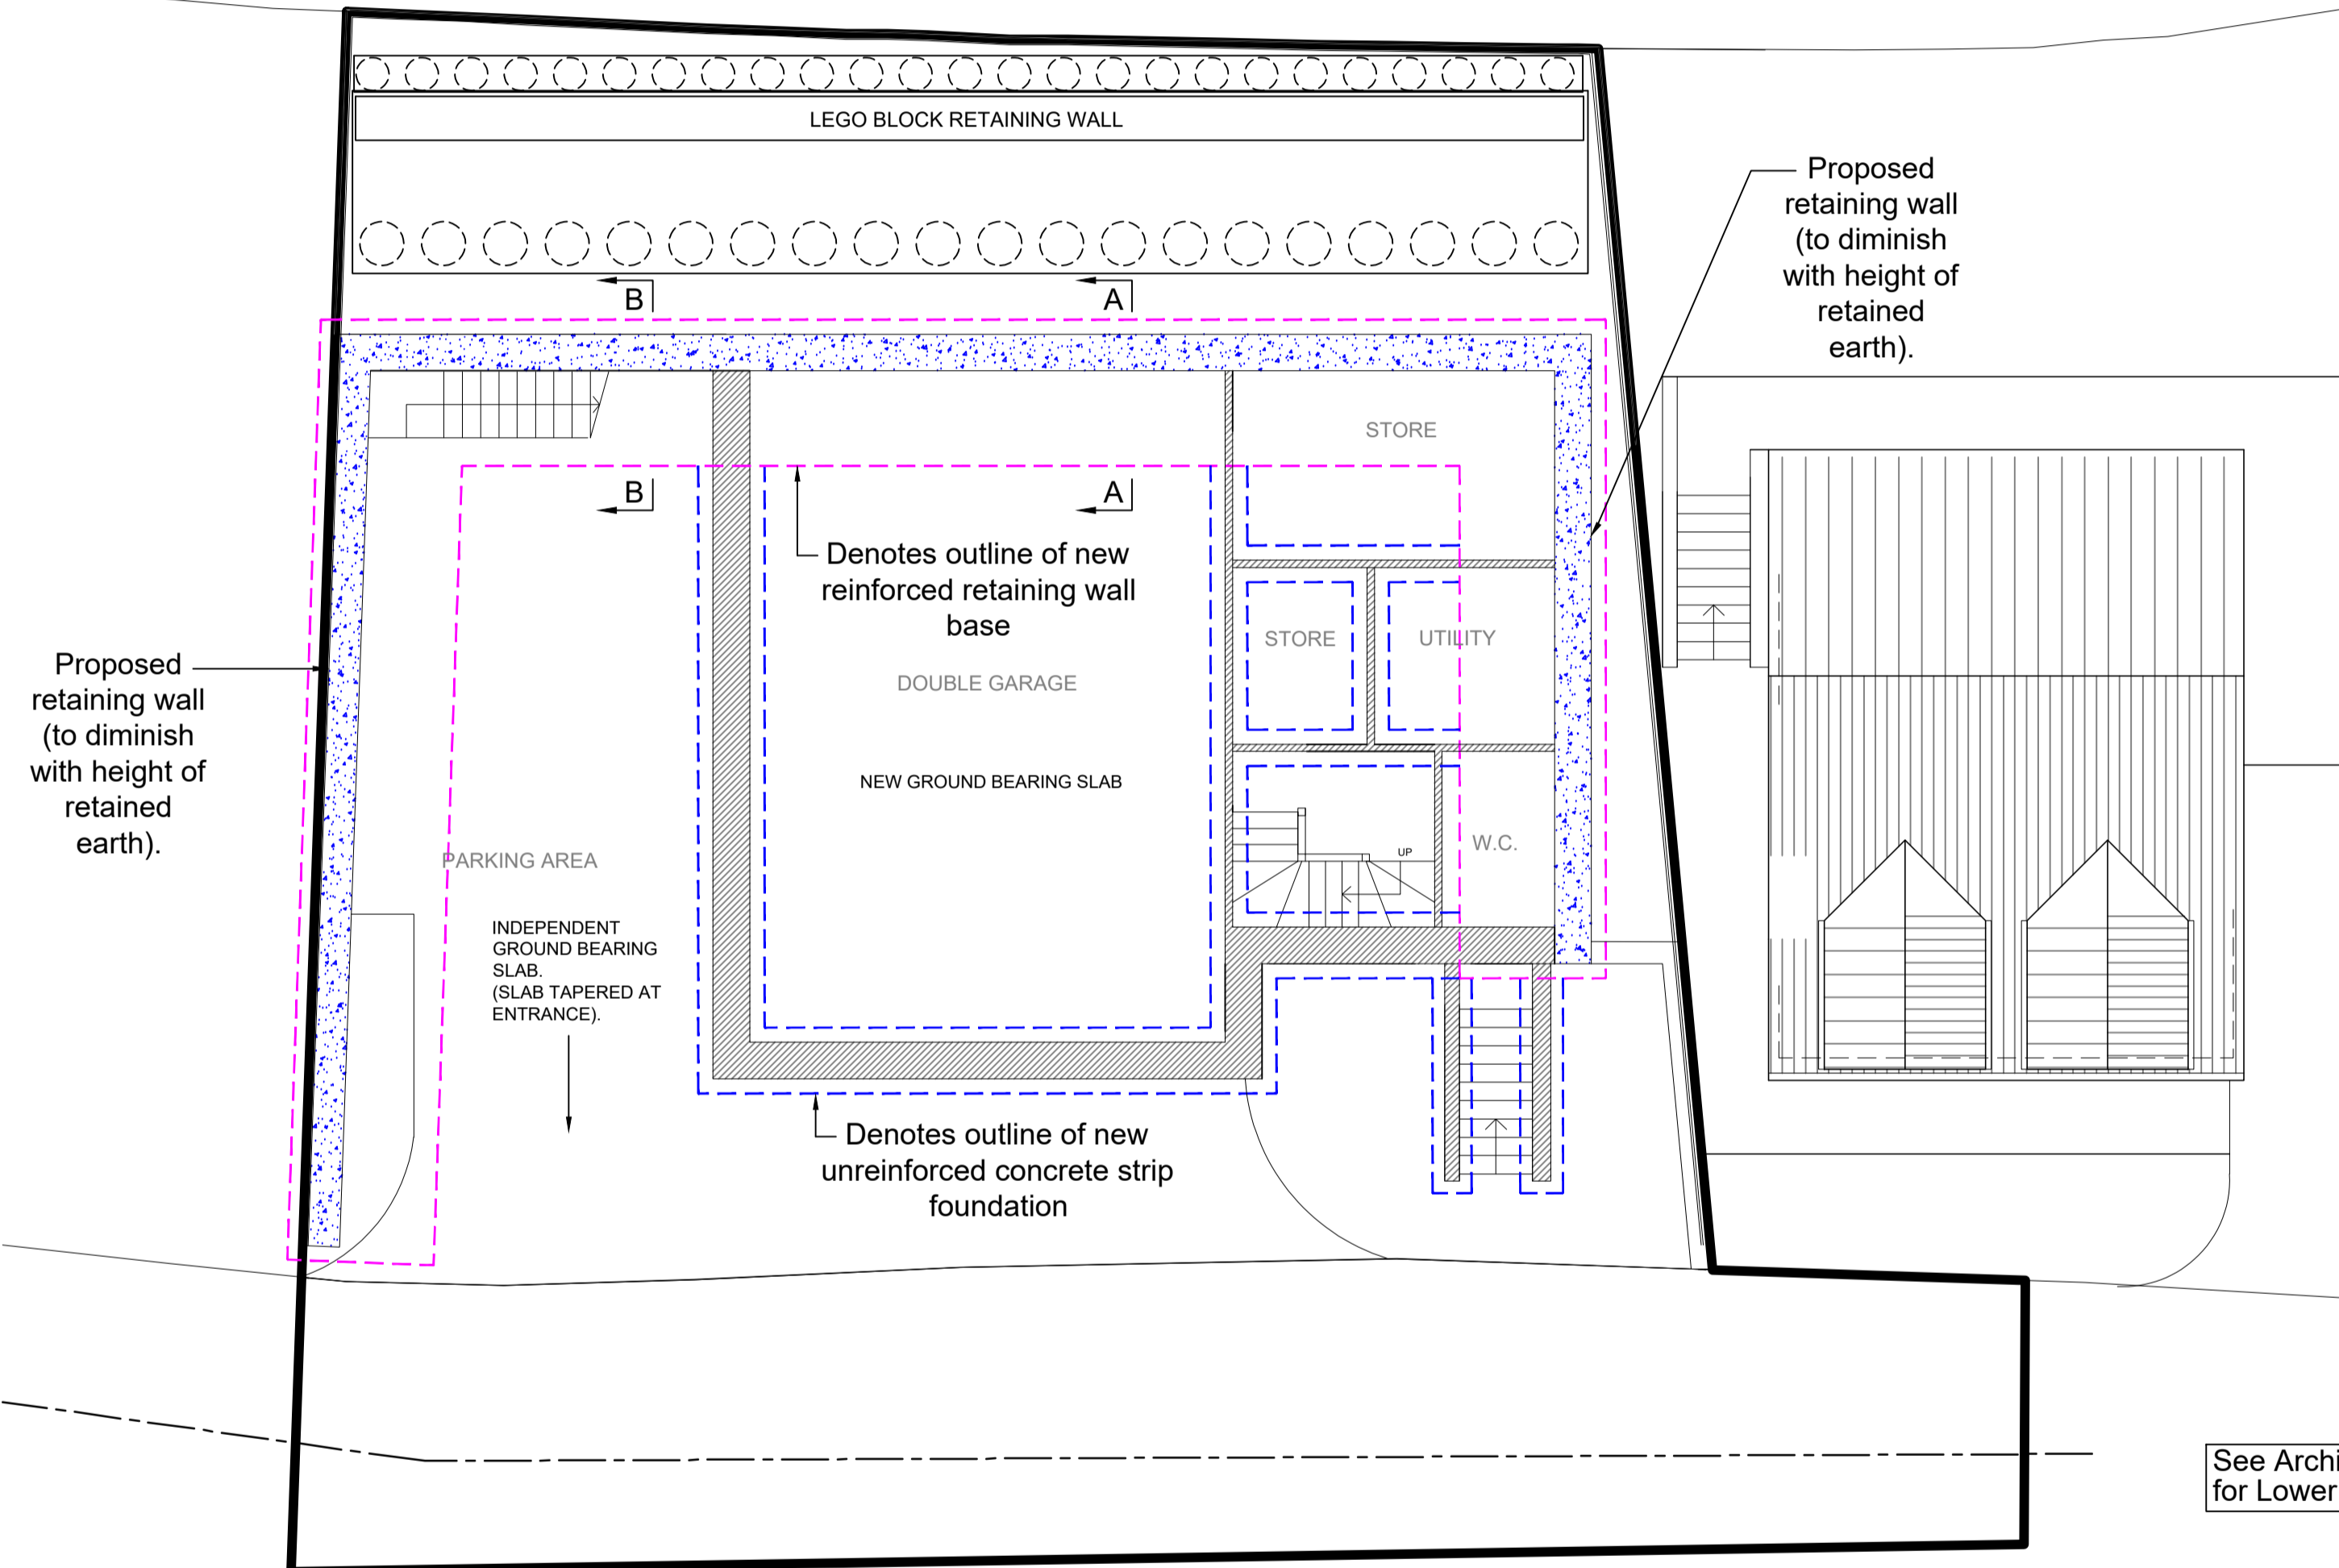 LEGO BLOCK RETAINING WALL
Proposed
retaining wall
(to diminish
with height of
retained
earth).
B
A
STORE
B
A
Denotes outline of new
reinforced retaining wall
base
STORE
UTILITY
DOUBLE GARAGE
Proposed
retaining wall
(to diminish
with height of
retained
earth).
NEW GROUND BEARING SLAB
UP
W.C.
PARKING AREA
INDEPENDENT
GROUND BEARING
SLAB.
(SLAB TAPERED AT
ENTRANCE).
Denotes outline of new
unreinforced concrete strip
foundation
See Archi
for Lower